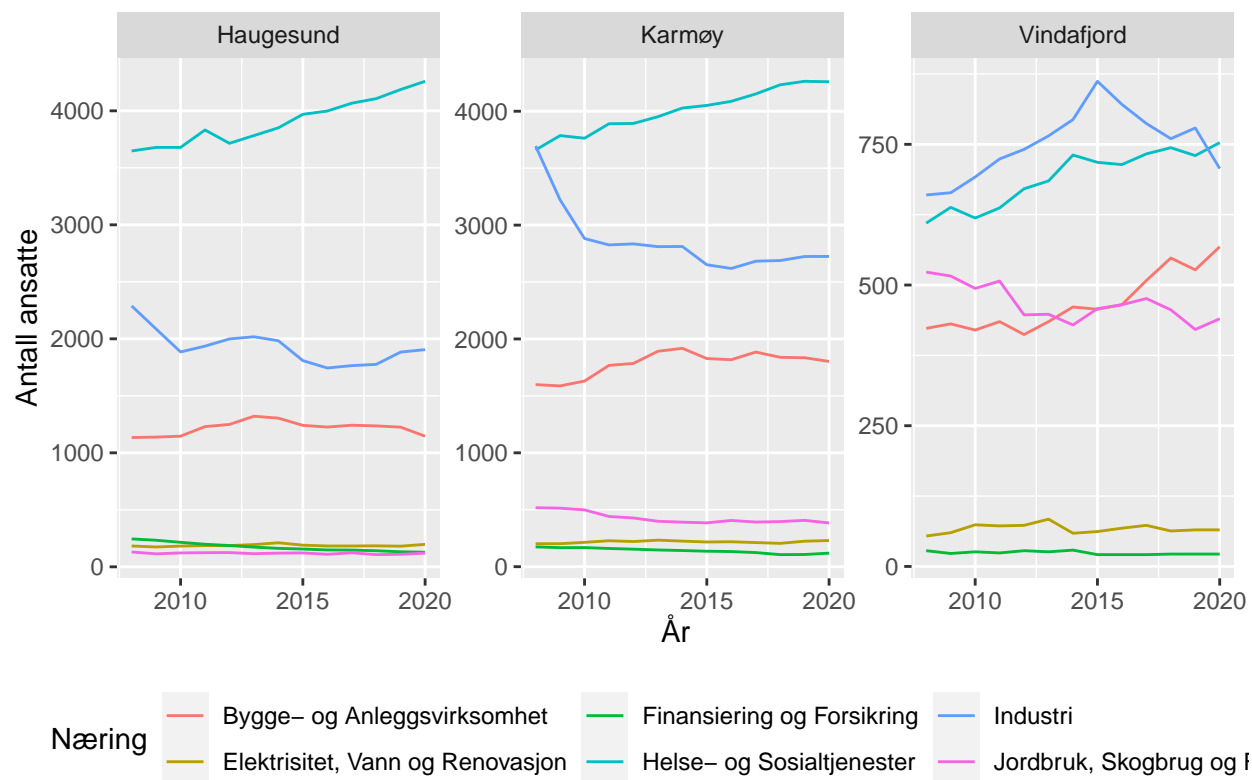 Haugesund
Karmøy
Vindafjord
Antall ansatte
4000
3000
2000
1000
0
4000
3000
2000
1000
0
750
500
250
0
2010 2015 2020
2010 2015 2020
2010 2015 2020
År
Næring
Bygge− og Anleggsvirksomhet
Finansiering og Forsikring
Industri
Elektrisitet, Vann og Renovasjon
Helse− og Sosialtjenester
Jordbruk, Skogbrug og